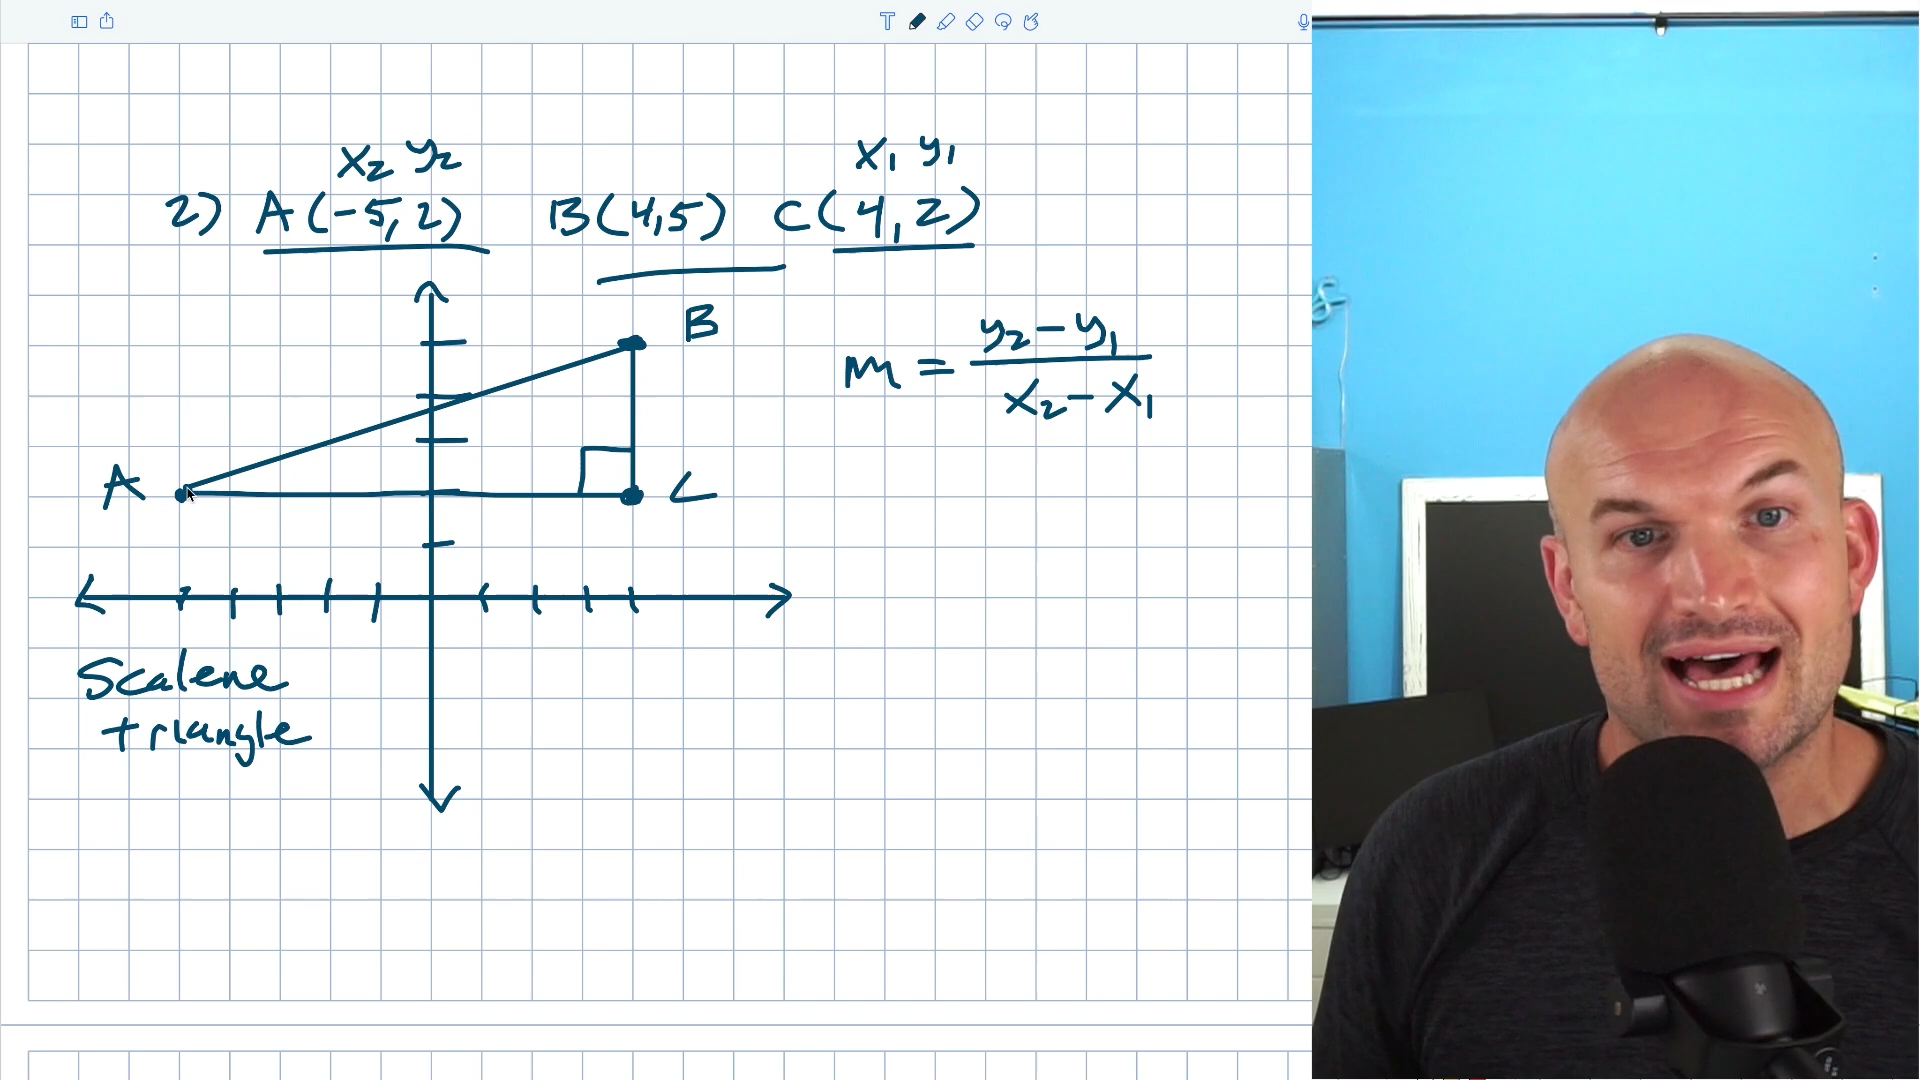 x₂ y₂ x₁ y₁
2) A(-5,2) B(4,5) C(4,2)
B
m = (y₂-y₁)/(x₂-x₁)
A C
Scalene
triangle